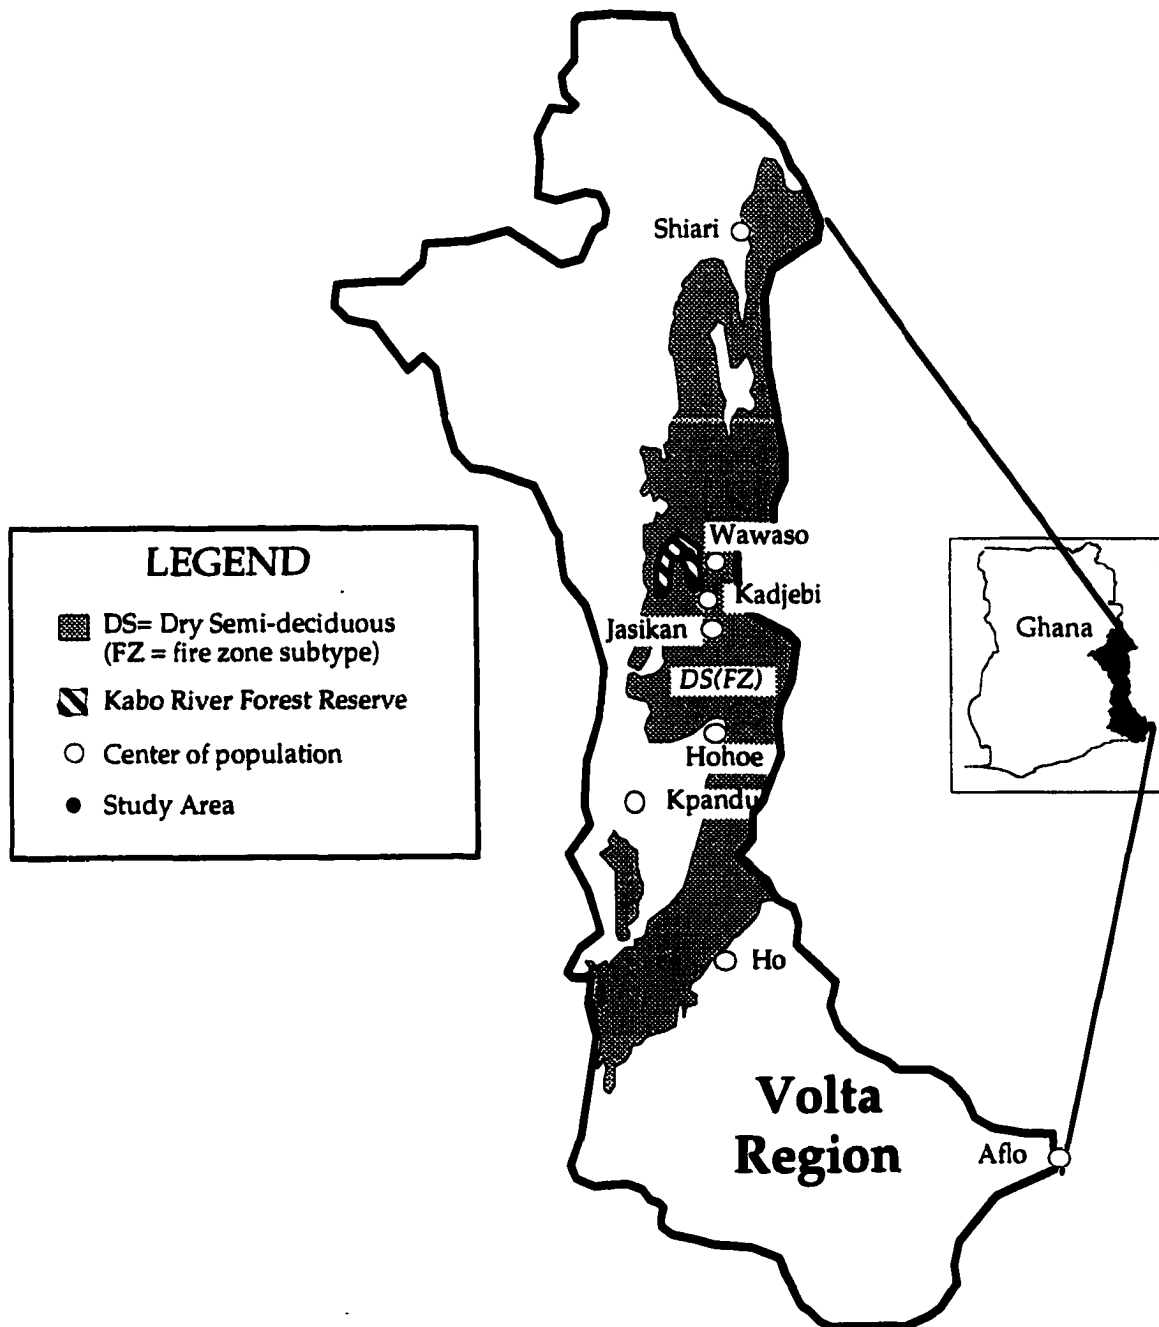 Shiari
Wawaso
Kadjebi
Jasikan
DS(FZ)
Hohoe
Kpandu
Ho
Volta
Region
Aflo
Ghana
LEGEND
DS= Dry Semi-deciduous
(FZ = fire zone subtype)
Kabo River Forest Reserve
Center of population
Study Area